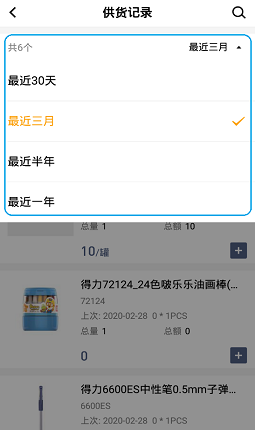 供货记录
共6个 最近三月
最近30天
最近三月
最近半年
最近一年
总量 1 总额 10
10/罐
得力72124_24色啵乐乐油画棒(...
72124
上次: 2020-02-28 0 * 1PCS
总量 1 总额 0
0
得力6600ES中性笔0.5mm子弹...
6600ES
上次: 2020-02-28 0 * 1PCS